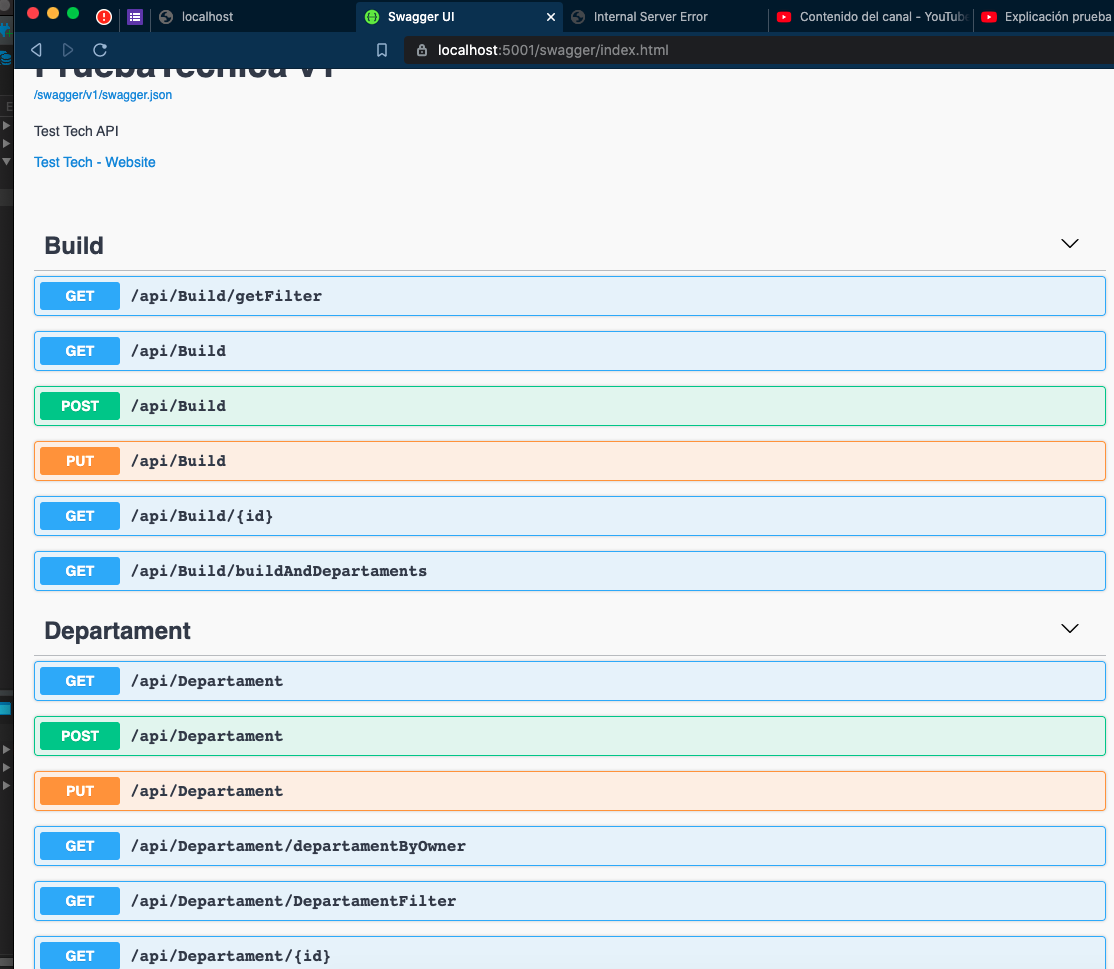 localhost
Swagger UI
Internal Server Error
Contenido del canal - YouTube
Explicación prueba
localhost:5001/swagger/index.html
PruebaTecnica v1
/swagger/v1/swagger.json
Test Tech API
Test Tech - Website
Build
GET /api/Build/getFilter
GET /api/Build
POST /api/Build
PUT /api/Build
GET /api/Build/{id}
GET /api/Build/buildAndDepartaments
Departament
GET /api/Departament
POST /api/Departament
PUT /api/Departament
GET /api/Departament/departamentByOwner
GET /api/Departament/DepartamentFilter
GET /api/Departament/{id}